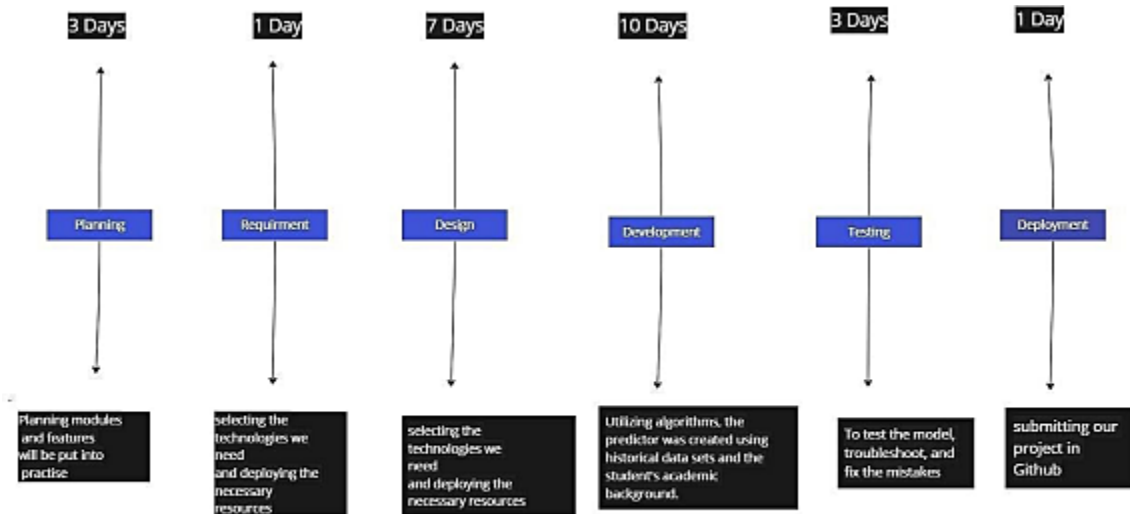 3 Days
1 Day
7 Days
10 Days
3 Days
1 Day
Planning
Requirment
Design
Development
Testing
Deployment
Planning modules
and features
will be put into
practise
selecting the
technologies we
need
and deploying the
necessary
resources
selecting the
technologies we
need
and deploying the
necessary resources
Utilizing algorithms, the
predictor was created using
historical data sets and the
student's academic
background.
To test the model,
troubleshoot, and
fix the mistakes
submitting our
project in
Github